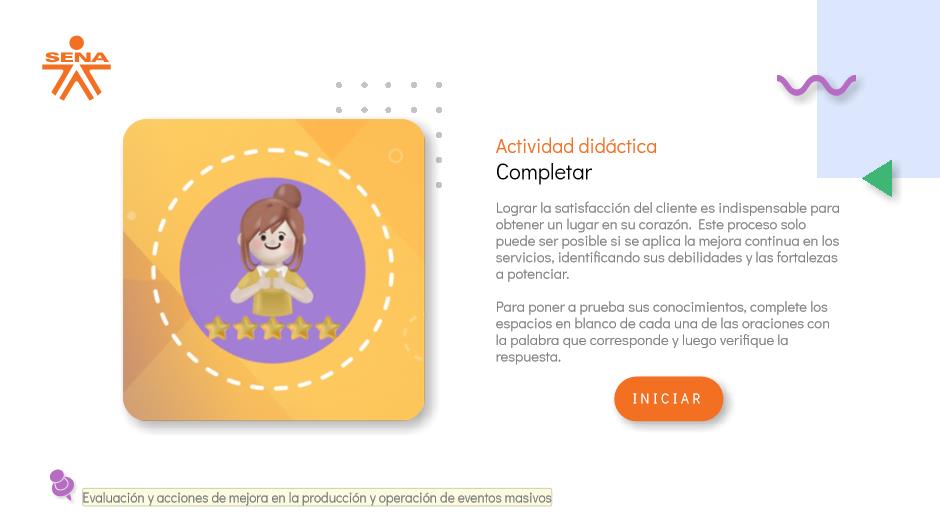 SENA
Actividad didáctica
Completar
Lograr la satisfacción del cliente es indispensable para
obtener un lugar en su corazón. Este proceso solo
puede ser posible si se aplica la mejora continua en los
servicios, identificando sus debilidades y las fortalezas
a potenciar.
Para poner a prueba sus conocimientos, complete los
espacios en blanco de cada una de las oraciones con
la palabra que corresponde y luego verifique la
respuesta.
INICIAR
Evaluación y acciones de mejora en la producción y operación de eventos masivos